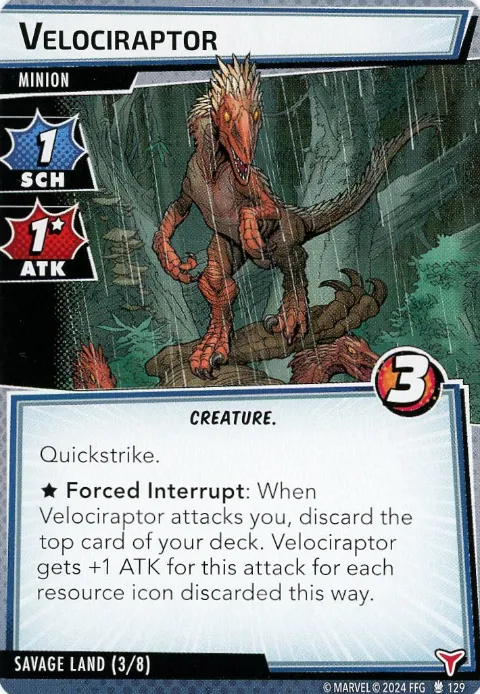 VELOCIRAPTOR
MINION
1
SCH
1★
ATK
3
CREATURE.
Quickstrike.
★ Forced Interrupt: When
Velociraptor attacks you, discard the
top card of your deck. Velociraptor
gets +1 ATK for this attack for each
resource icon discarded this way.
SAVAGE LAND (3/8)
© MARVEL © 2024 FFG 129